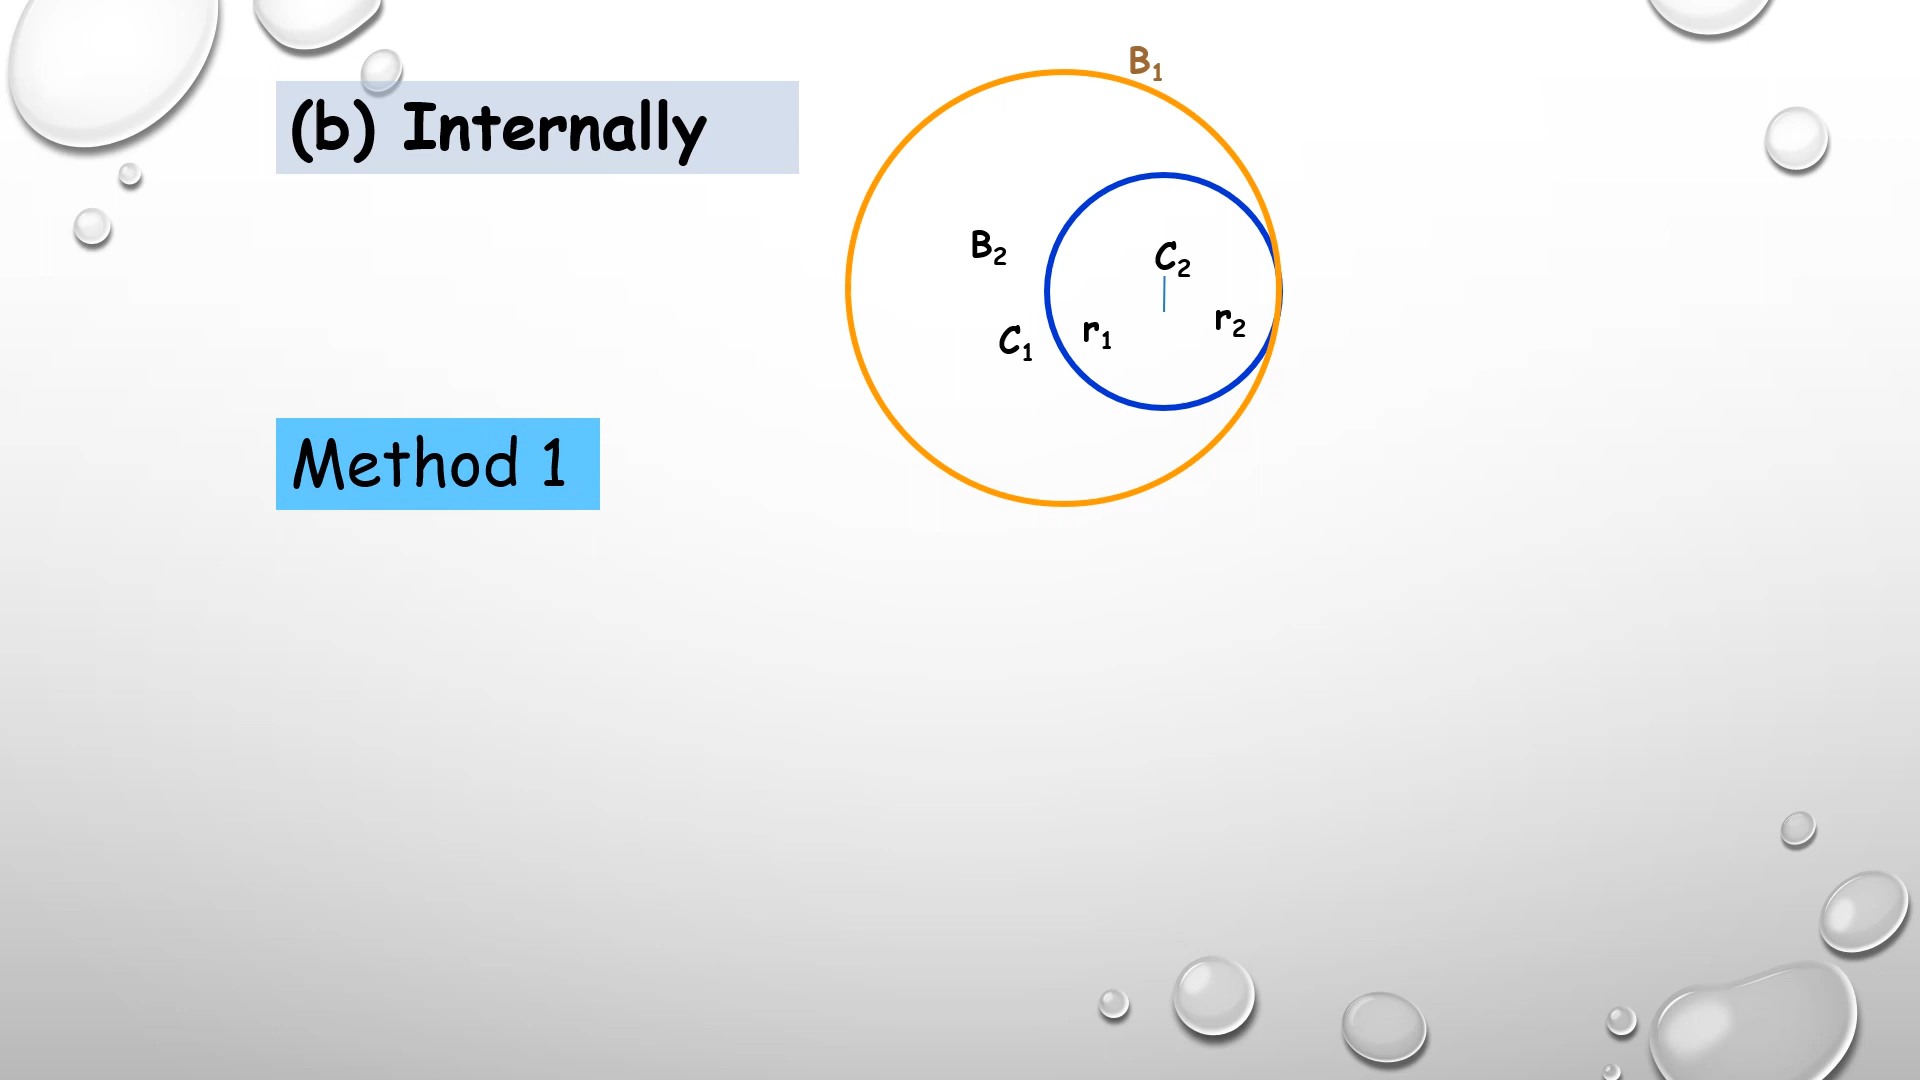 B₁
(b) Internally
B₂
C₂
r₂
C₁ r₁
Method 1